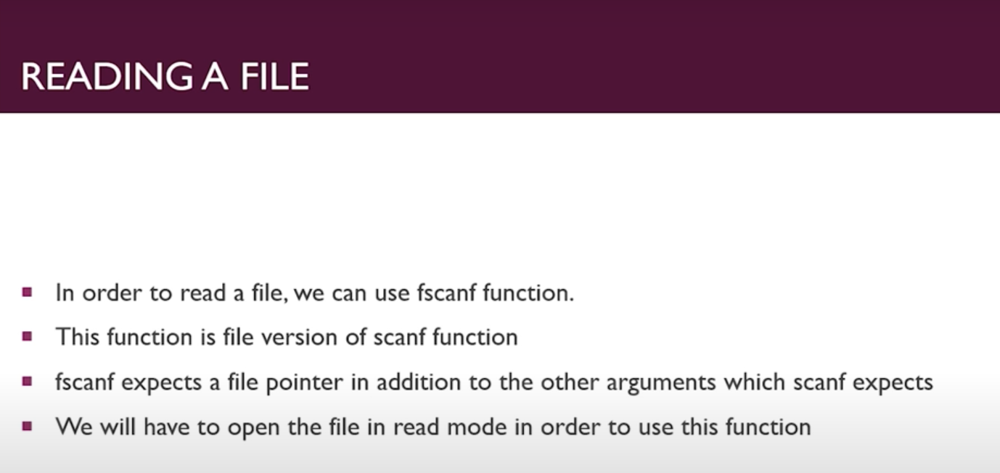 READING A FILE
In order to read a file, we can use fscanf function.
This function is file version of scanf function
fscanf expects a file pointer in addition to the other arguments which scanf expects
We will have to open the file in read mode in order to use this function